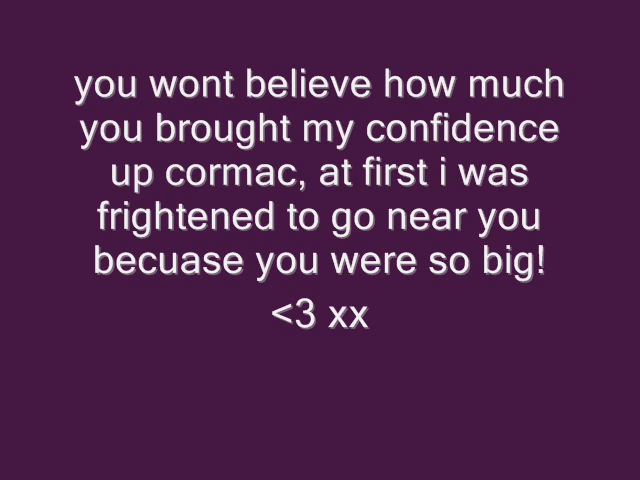 you wont believe how much
you brought my confidence
up cormac, at first i was
frightened to go near you
becuase you were so big!
<3 xx